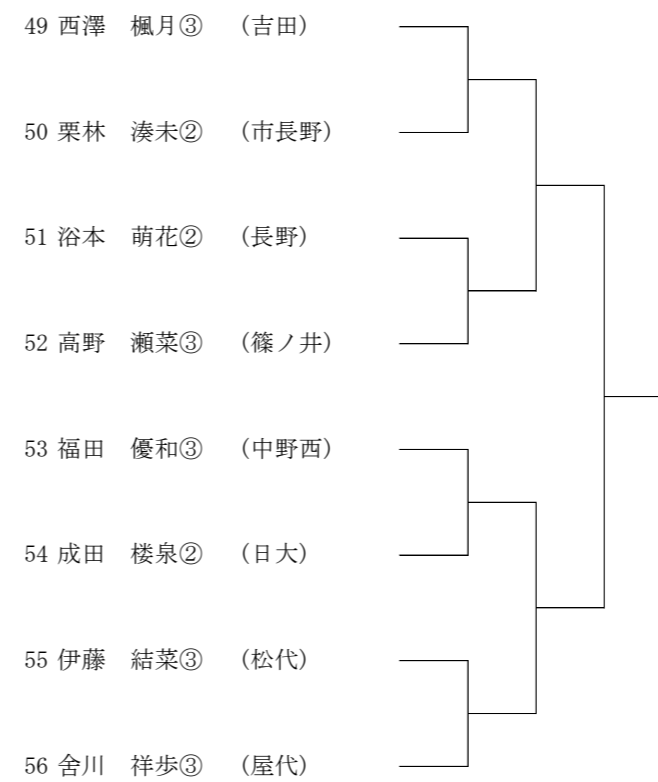 49 西澤　楓月③　(吉田)
50 栗林　湊未②　(市長野)
51 浴本　萌花②　(長野)
52 高野　瀬菜③　(篠ノ井)
53 福田　優和③　(中野西)
54 成田　楼泉②　(日大)
55 伊藤　結菜③　(松代)
56 舍川　祥歩③　(屋代)